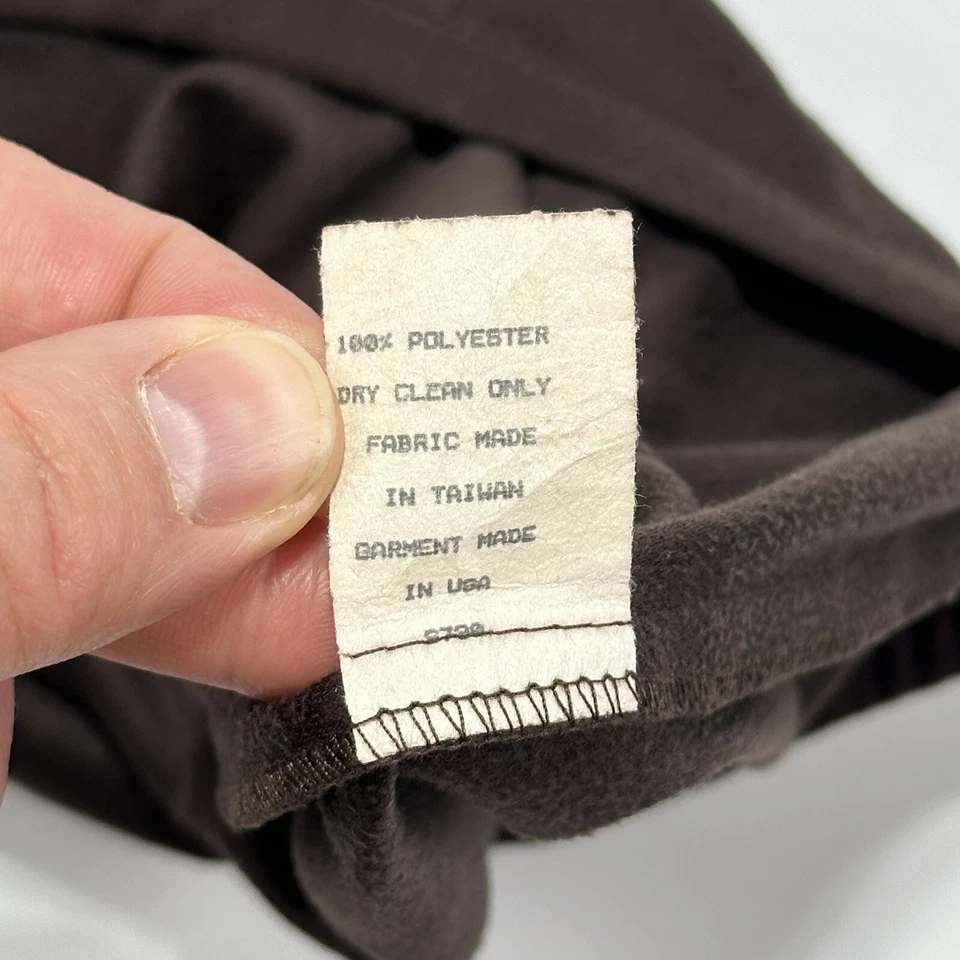 100% POLYESTER
DRY CLEAN ONLY
FABRIC MADE
IN TAIWAN
GARMENT MADE
IN USA